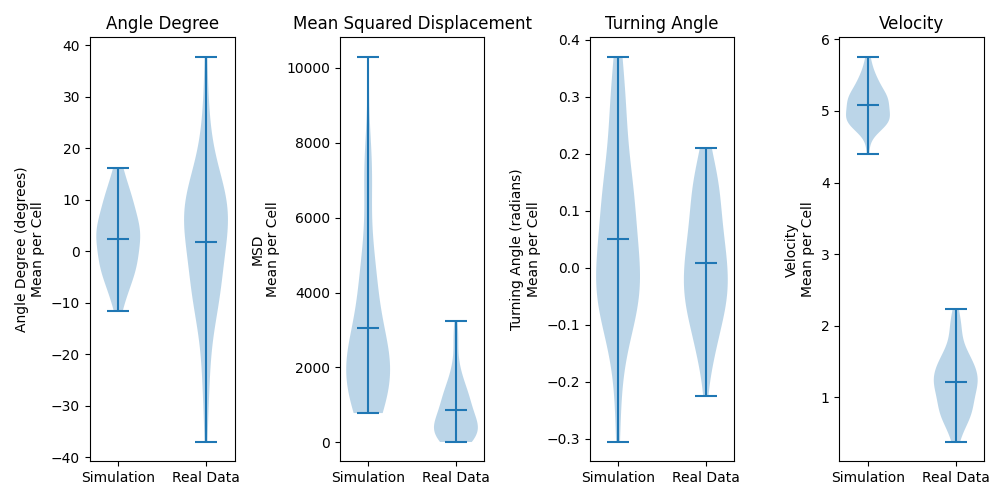 Angle Degree
Angle Degree (degrees)
Mean per Cell
40
30
20
10
0
−10
−20
−30
−40
Simulation
Real Data
Mean Squared Displacement
MSD
Mean per Cell
10000
8000
6000
4000
2000
0
Simulation
Real Data
Turning Angle
Turning Angle (radians)
Mean per Cell
0.4
0.3
0.2
0.1
0.0
−0.1
−0.2
−0.3
Simulation
Real Data
Velocity
Velocity
Mean per Cell
6
5
4
3
2
1
Simulation
Real Data